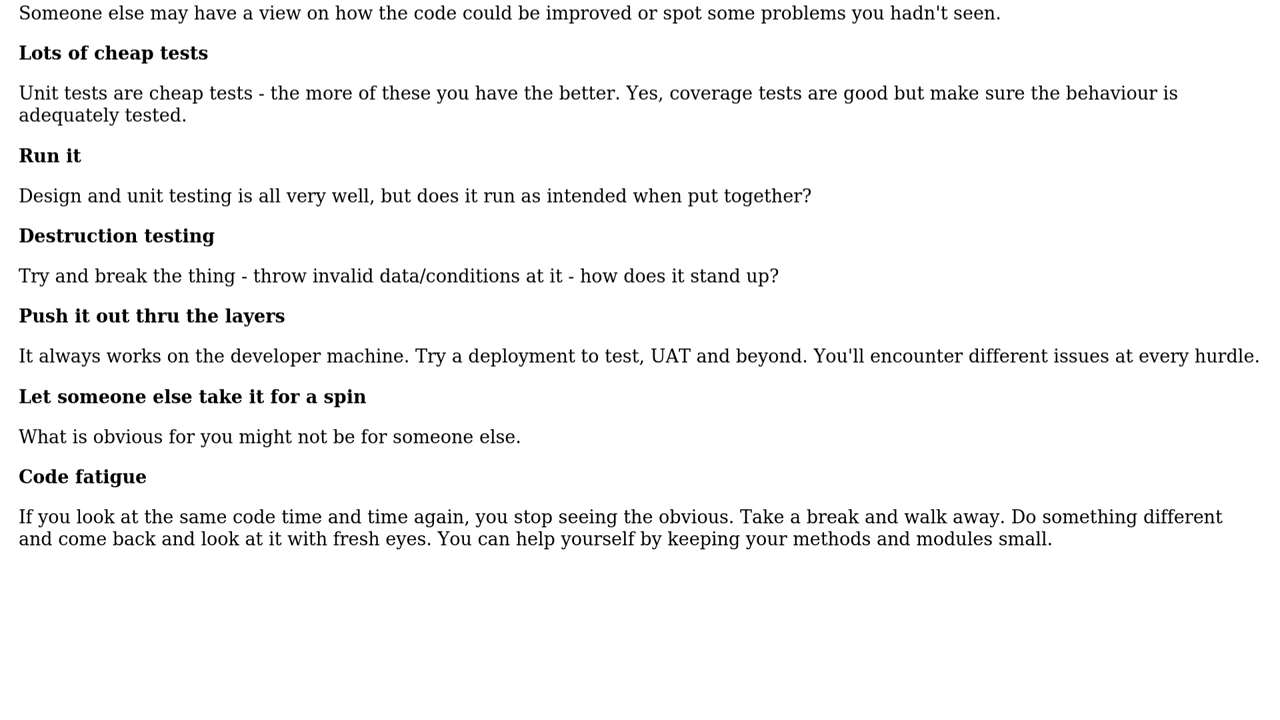 Someone else may have a view on how the code could be improved or spot some problems you hadn't seen.
Lots of cheap tests
Unit tests are cheap tests - the more of these you have the better. Yes, coverage tests are good but make sure the behaviour is
adequately tested.
Run it
Design and unit testing is all very well, but does it run as intended when put together?
Destruction testing
Try and break the thing - throw invalid data/conditions at it - how does it stand up?
Push it out thru the layers
It always works on the developer machine. Try a deployment to test, UAT and beyond. You'll encounter different issues at every hurdle.
Let someone else take it for a spin
What is obvious for you might not be for someone else.
Code fatigue
If you look at the same code time and time again, you stop seeing the obvious. Take a break and walk away. Do something different
and come back and look at it with fresh eyes. You can help yourself by keeping your methods and modules small.